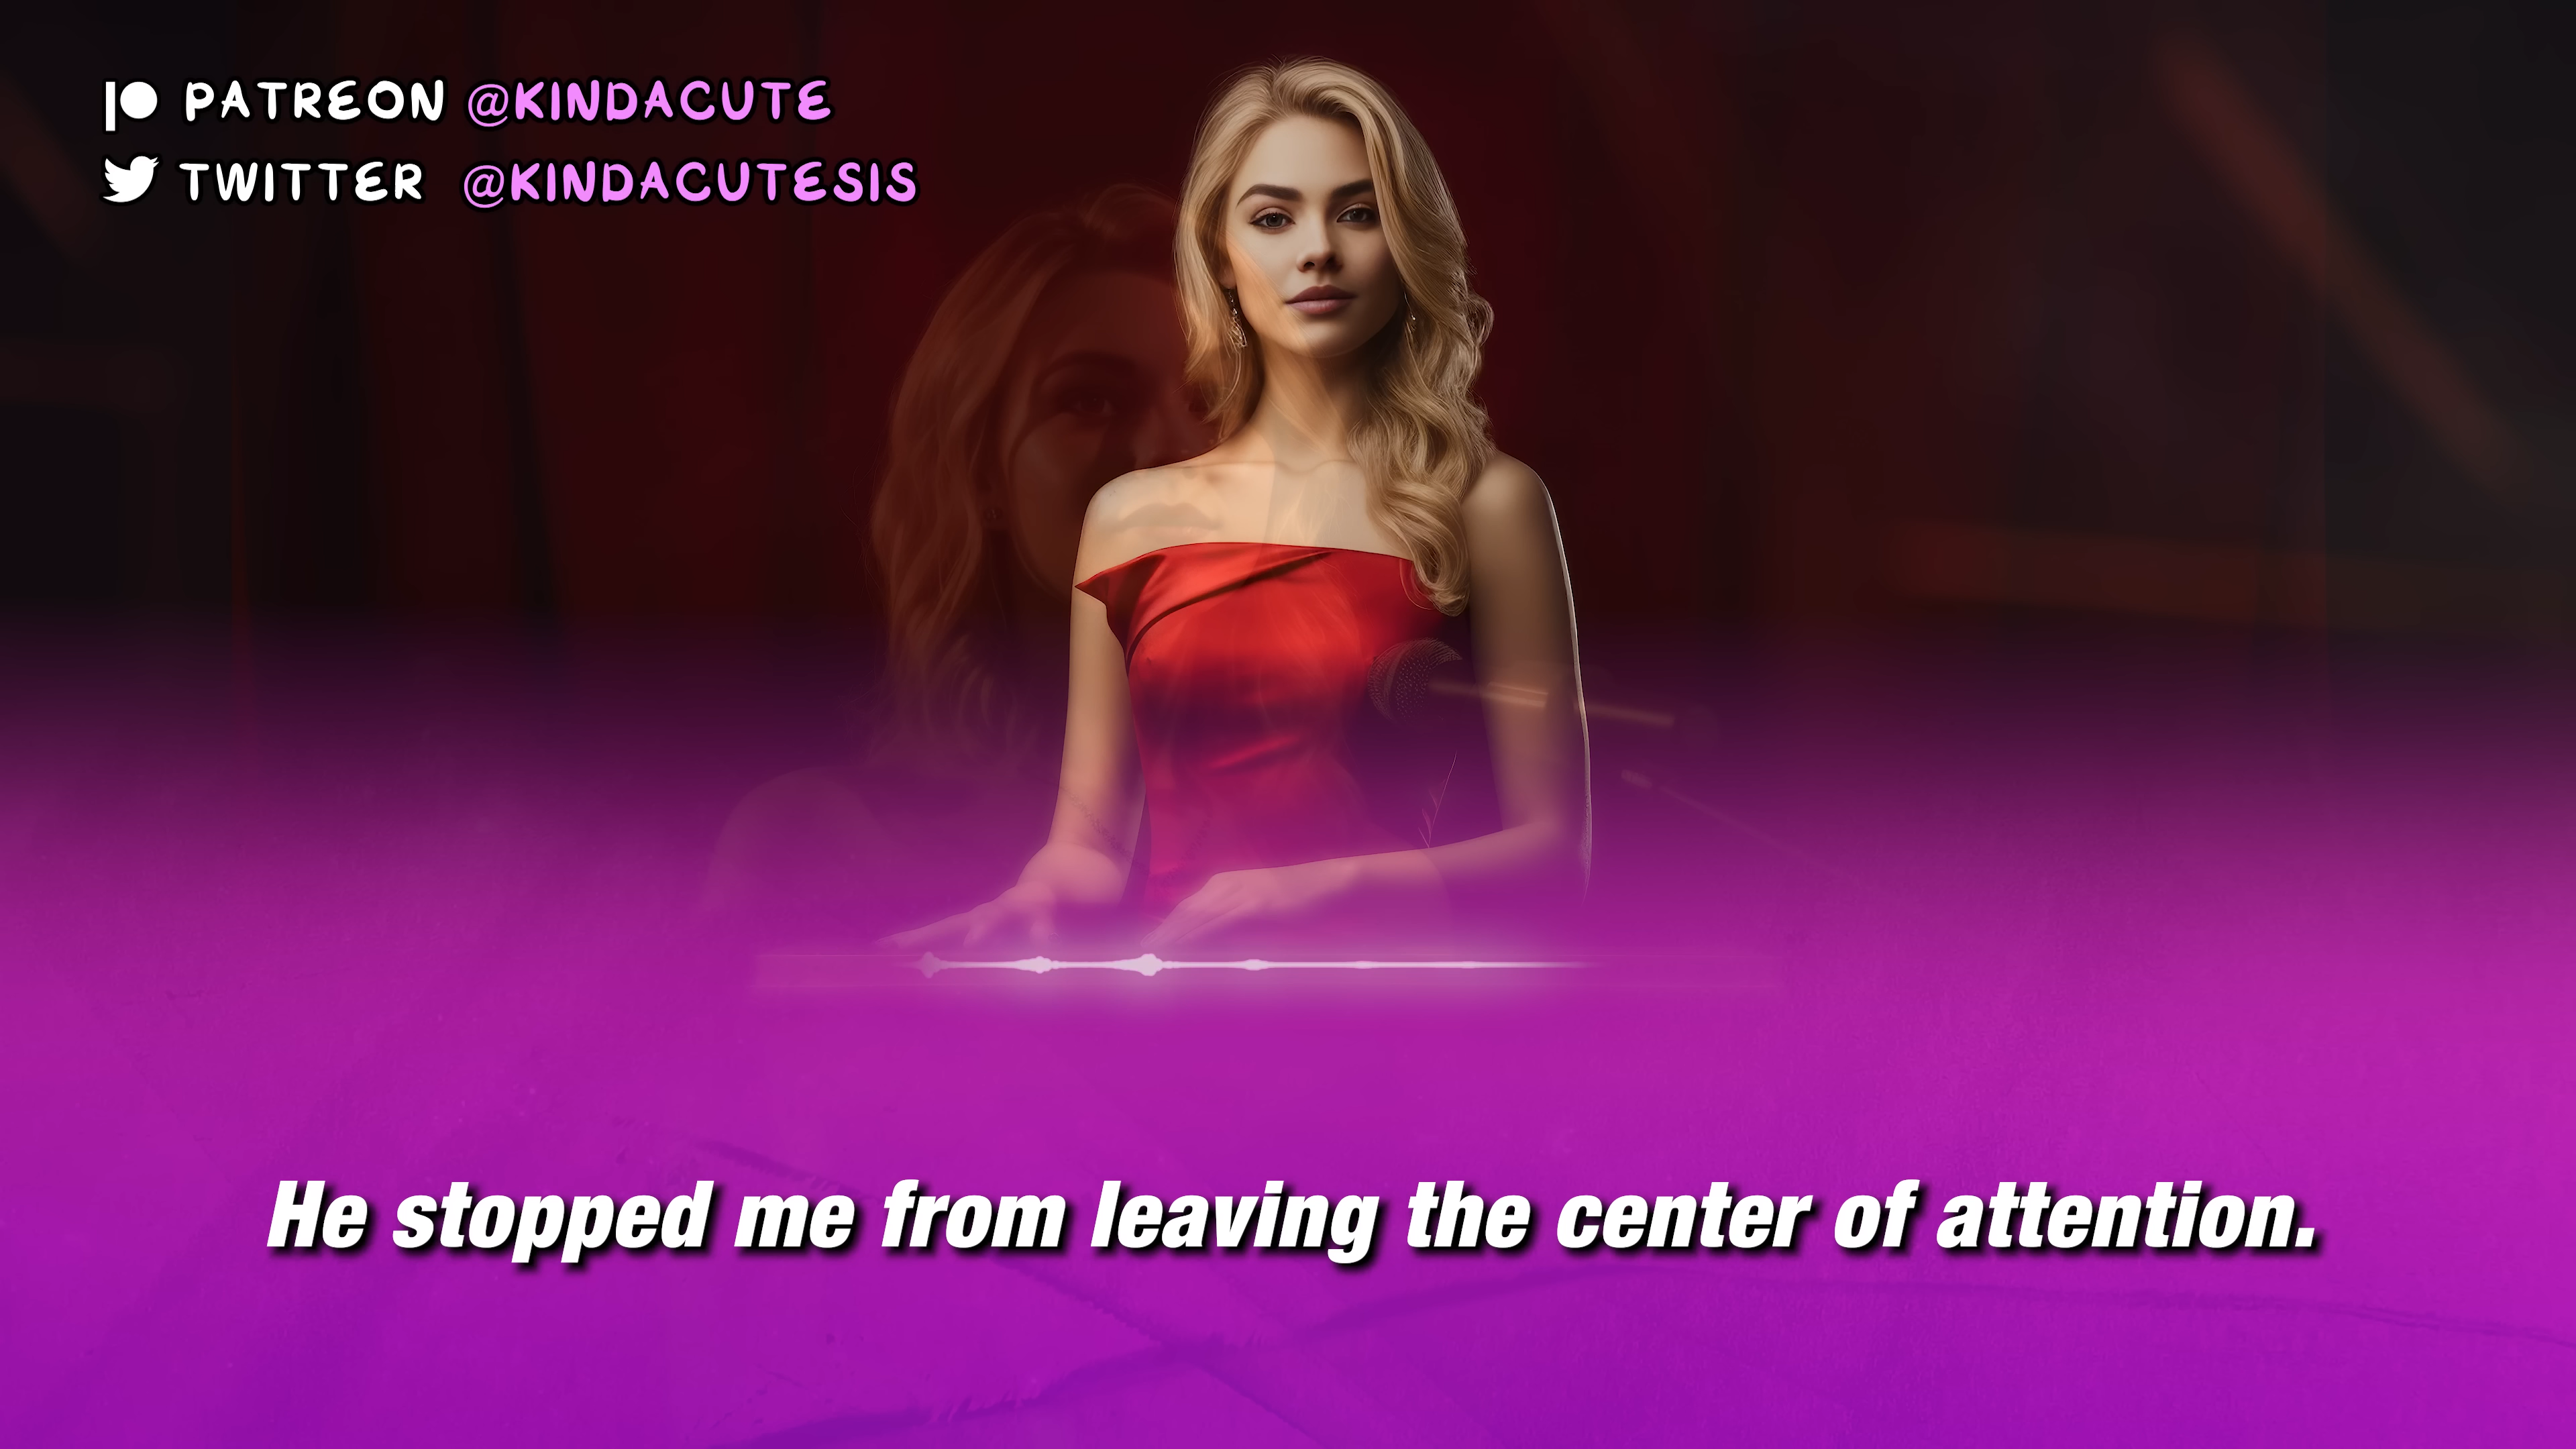 PATREON @KINDACUTE
TWITTER @KINDACUTESIS
He stopped me from leaving the center of attention.